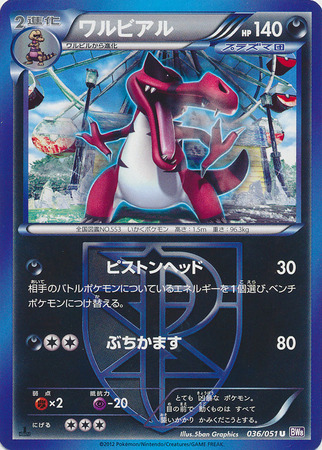 2進化 ワルビアル HP140
ワルビルから進化
プラズマ団
全国図鑑NO.553 いかくポケモン 高さ:1.5m 重さ:96.3kg
ピストンヘッド 30
相手のバトルポケモンについているエネルギーを1個選び、ベンチ
ポケモンにつけ替える。
ぶちかます 80
弱点 抵抗力
×2 -20
にげる
とても 凶暴な ポケモン。
目の前で 動くものは すべて
かみくだこうとする。
Illus.5ban Graphics 036/051 U BW8
©2012 Pokémon/Nintendo/Creatures/GAME FREAK